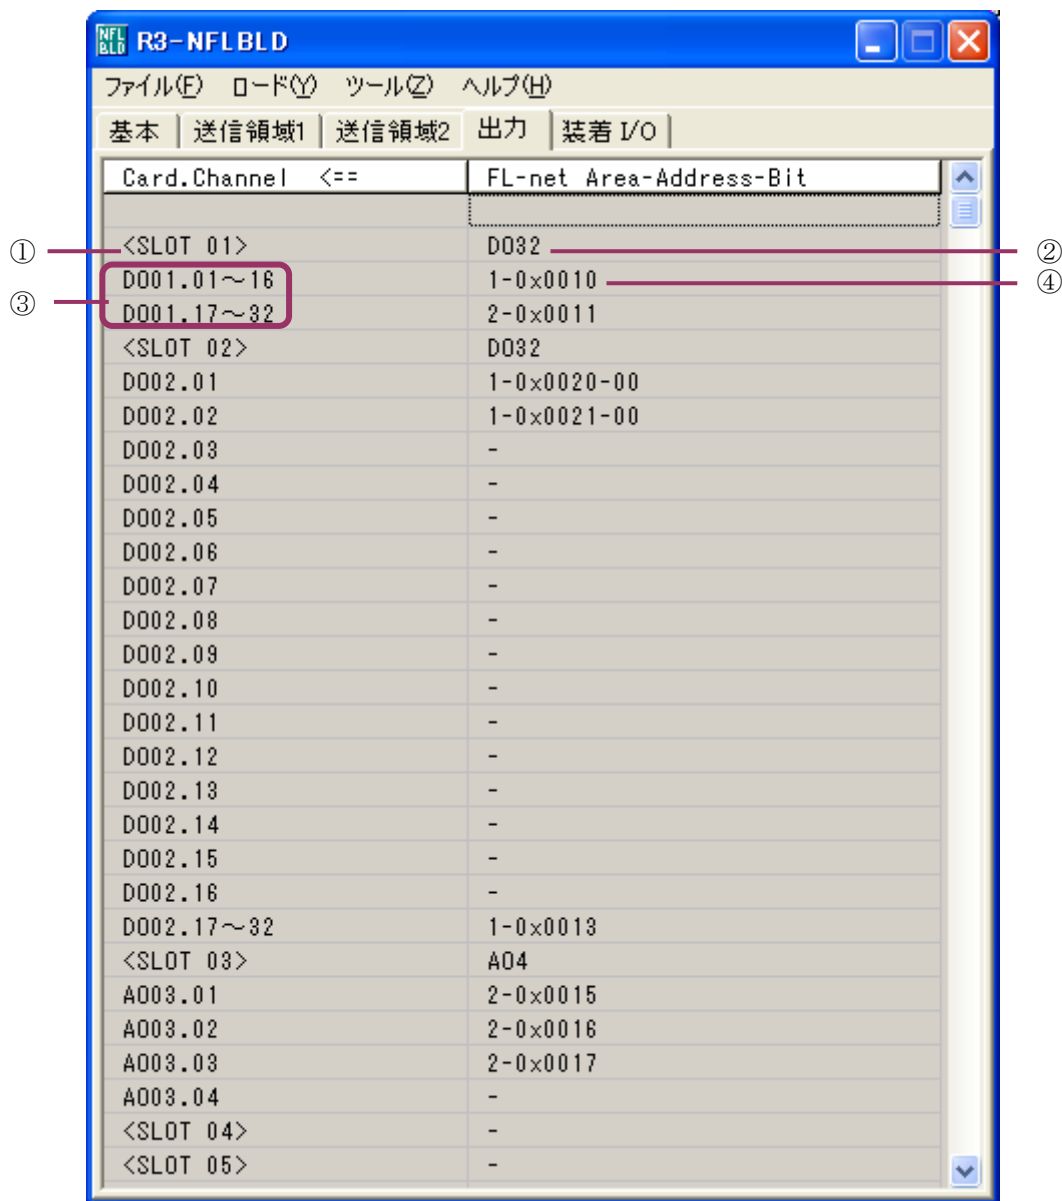 NFL BLD R3-NFLBLD
ファイル(F) ロード(Y) ツール(Z) ヘルプ(H)
基本 送信領域1 送信領域2 出力 装着 I/O
Card.Channel <== FL-net Area-Address-Bit
① <SLOT 01> DO32 ②
DO01.01～16 1-0x0010 ④
③ DO01.17～32 2-0x0011
<SLOT 02> DO32
DO02.01 1-0x0020-00
DO02.02 1-0x0021-00
DO02.03 -
DO02.04 -
DO02.05 -
DO02.06 -
DO02.07 -
DO02.08 -
DO02.09 -
DO02.10 -
DO02.11 -
DO02.12 -
DO02.13 -
DO02.14 -
DO02.15 -
DO02.16 -
DO02.17～32 1-0x0013
<SLOT 03> AO4
AO03.01 2-0x0015
AO03.02 2-0x0016
AO03.03 2-0x0017
AO03.04 -
<SLOT 04> -
<SLOT 05> -